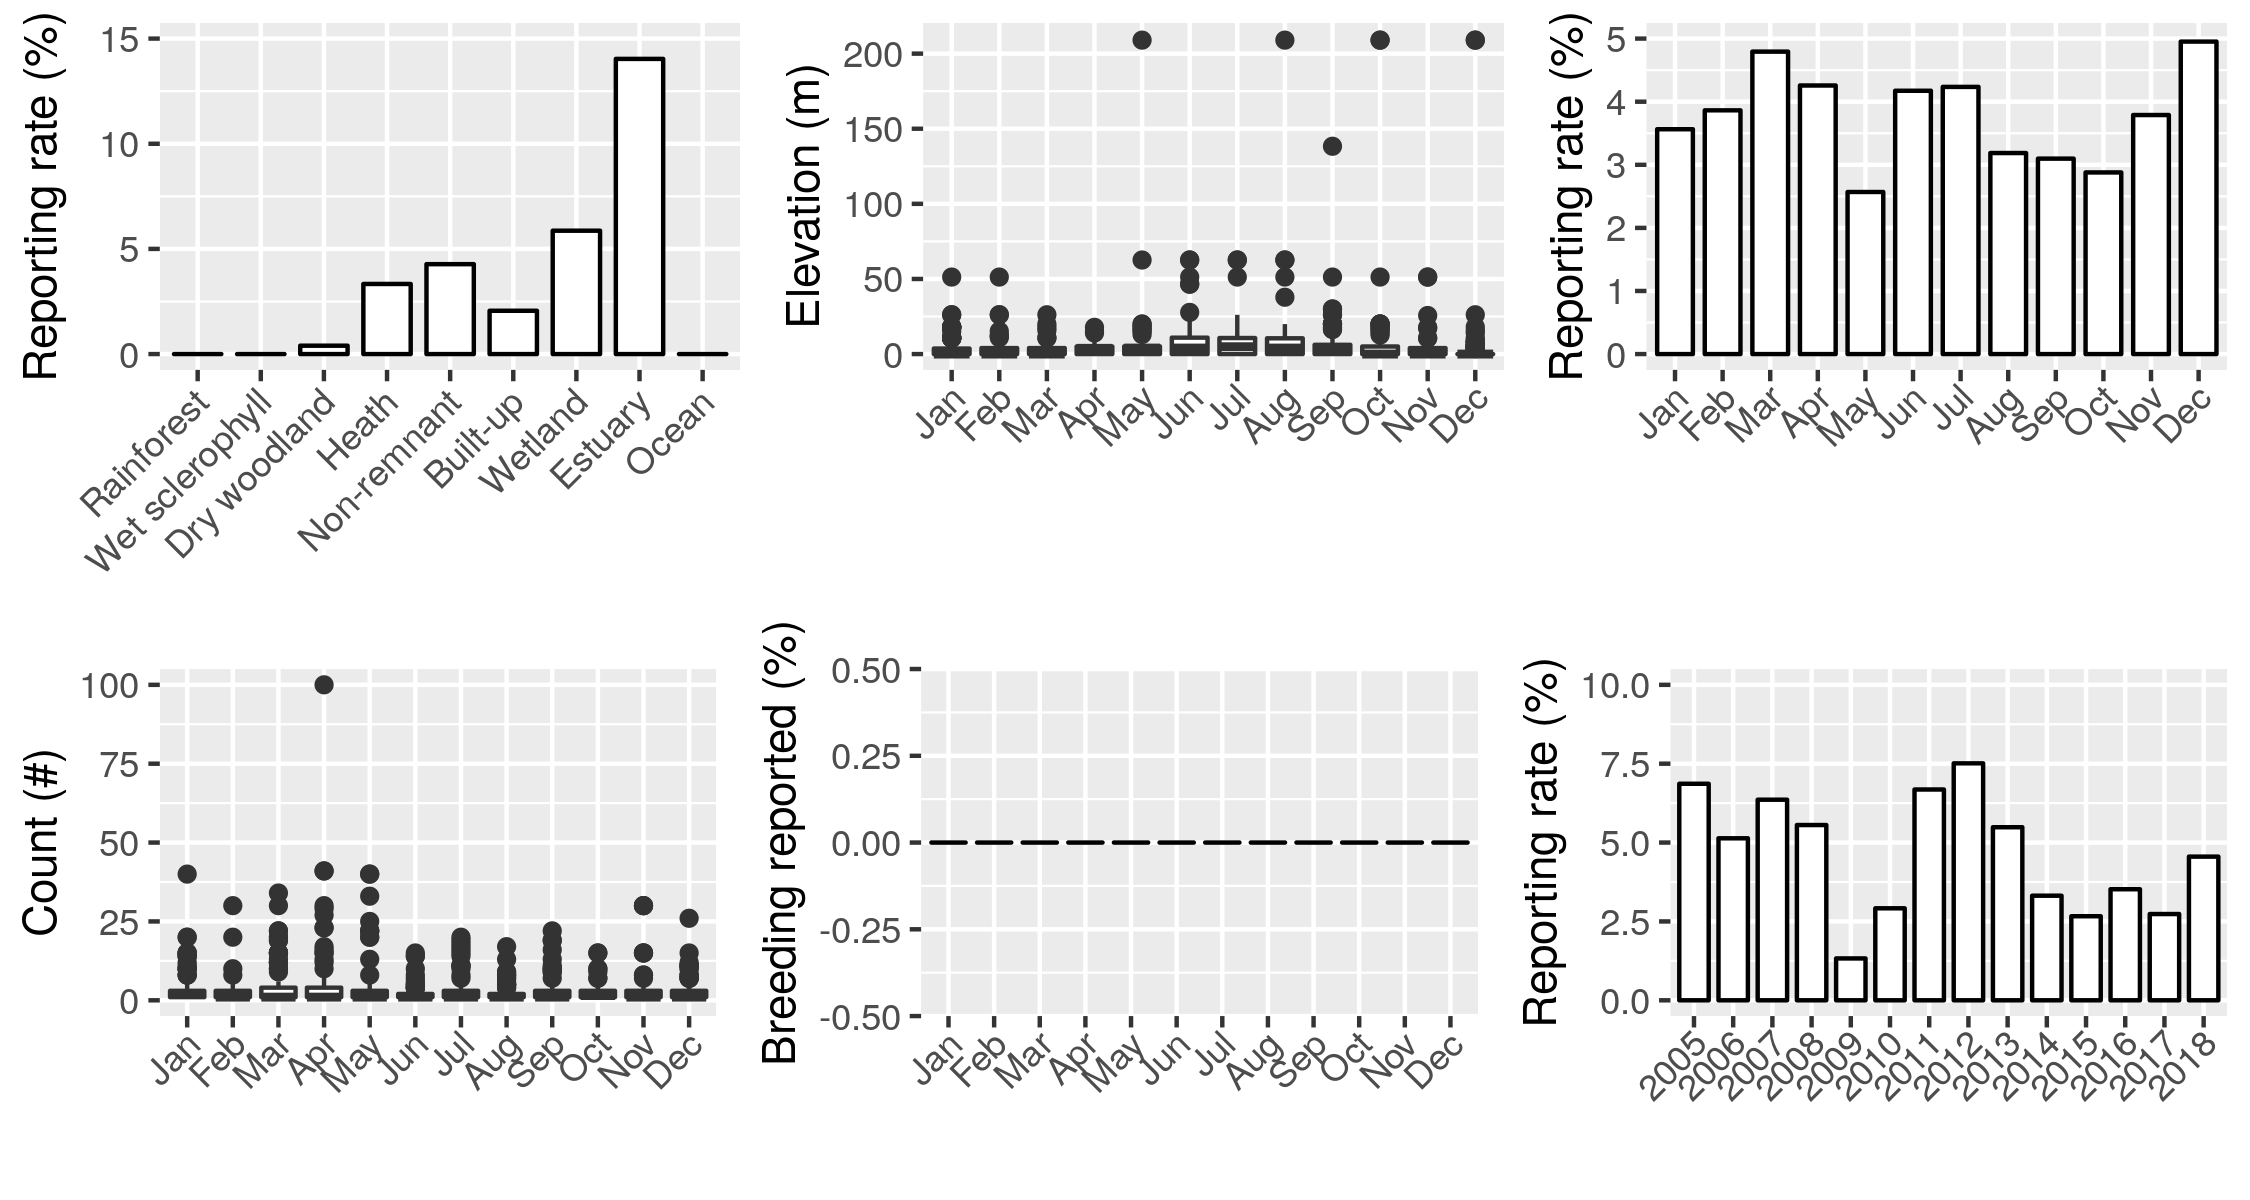 Reporting rate (%)
15
10
5
0
Rainforest
Wet sclerophyll
Dry woodland
Heath
Non-remnant
Built-up
Wetland
Estuary
Ocean
Elevation (m)
200
150
100
50
0
Jan Feb Mar Apr May Jun Jul Aug Sep Oct Nov Dec
Reporting rate (%)
5
4
3
2
1
0
Jan Feb Mar Apr May Jun Jul Aug Sep Oct Nov Dec
Count (#)
100
75
50
25
0
Jan Feb Mar Apr May Jun Jul Aug Sep Oct Nov Dec
Breeding reported (%)
0.50
0.25
0.00
-0.25
-0.50
Jan Feb Mar Apr May Jun Jul Aug Sep Oct Nov Dec
Reporting rate (%)
10.0
7.5
5.0
2.5
0.0
2005 2006 2007 2008 2009 2010 2011 2012 2013 2014 2015 2016 2017 2018